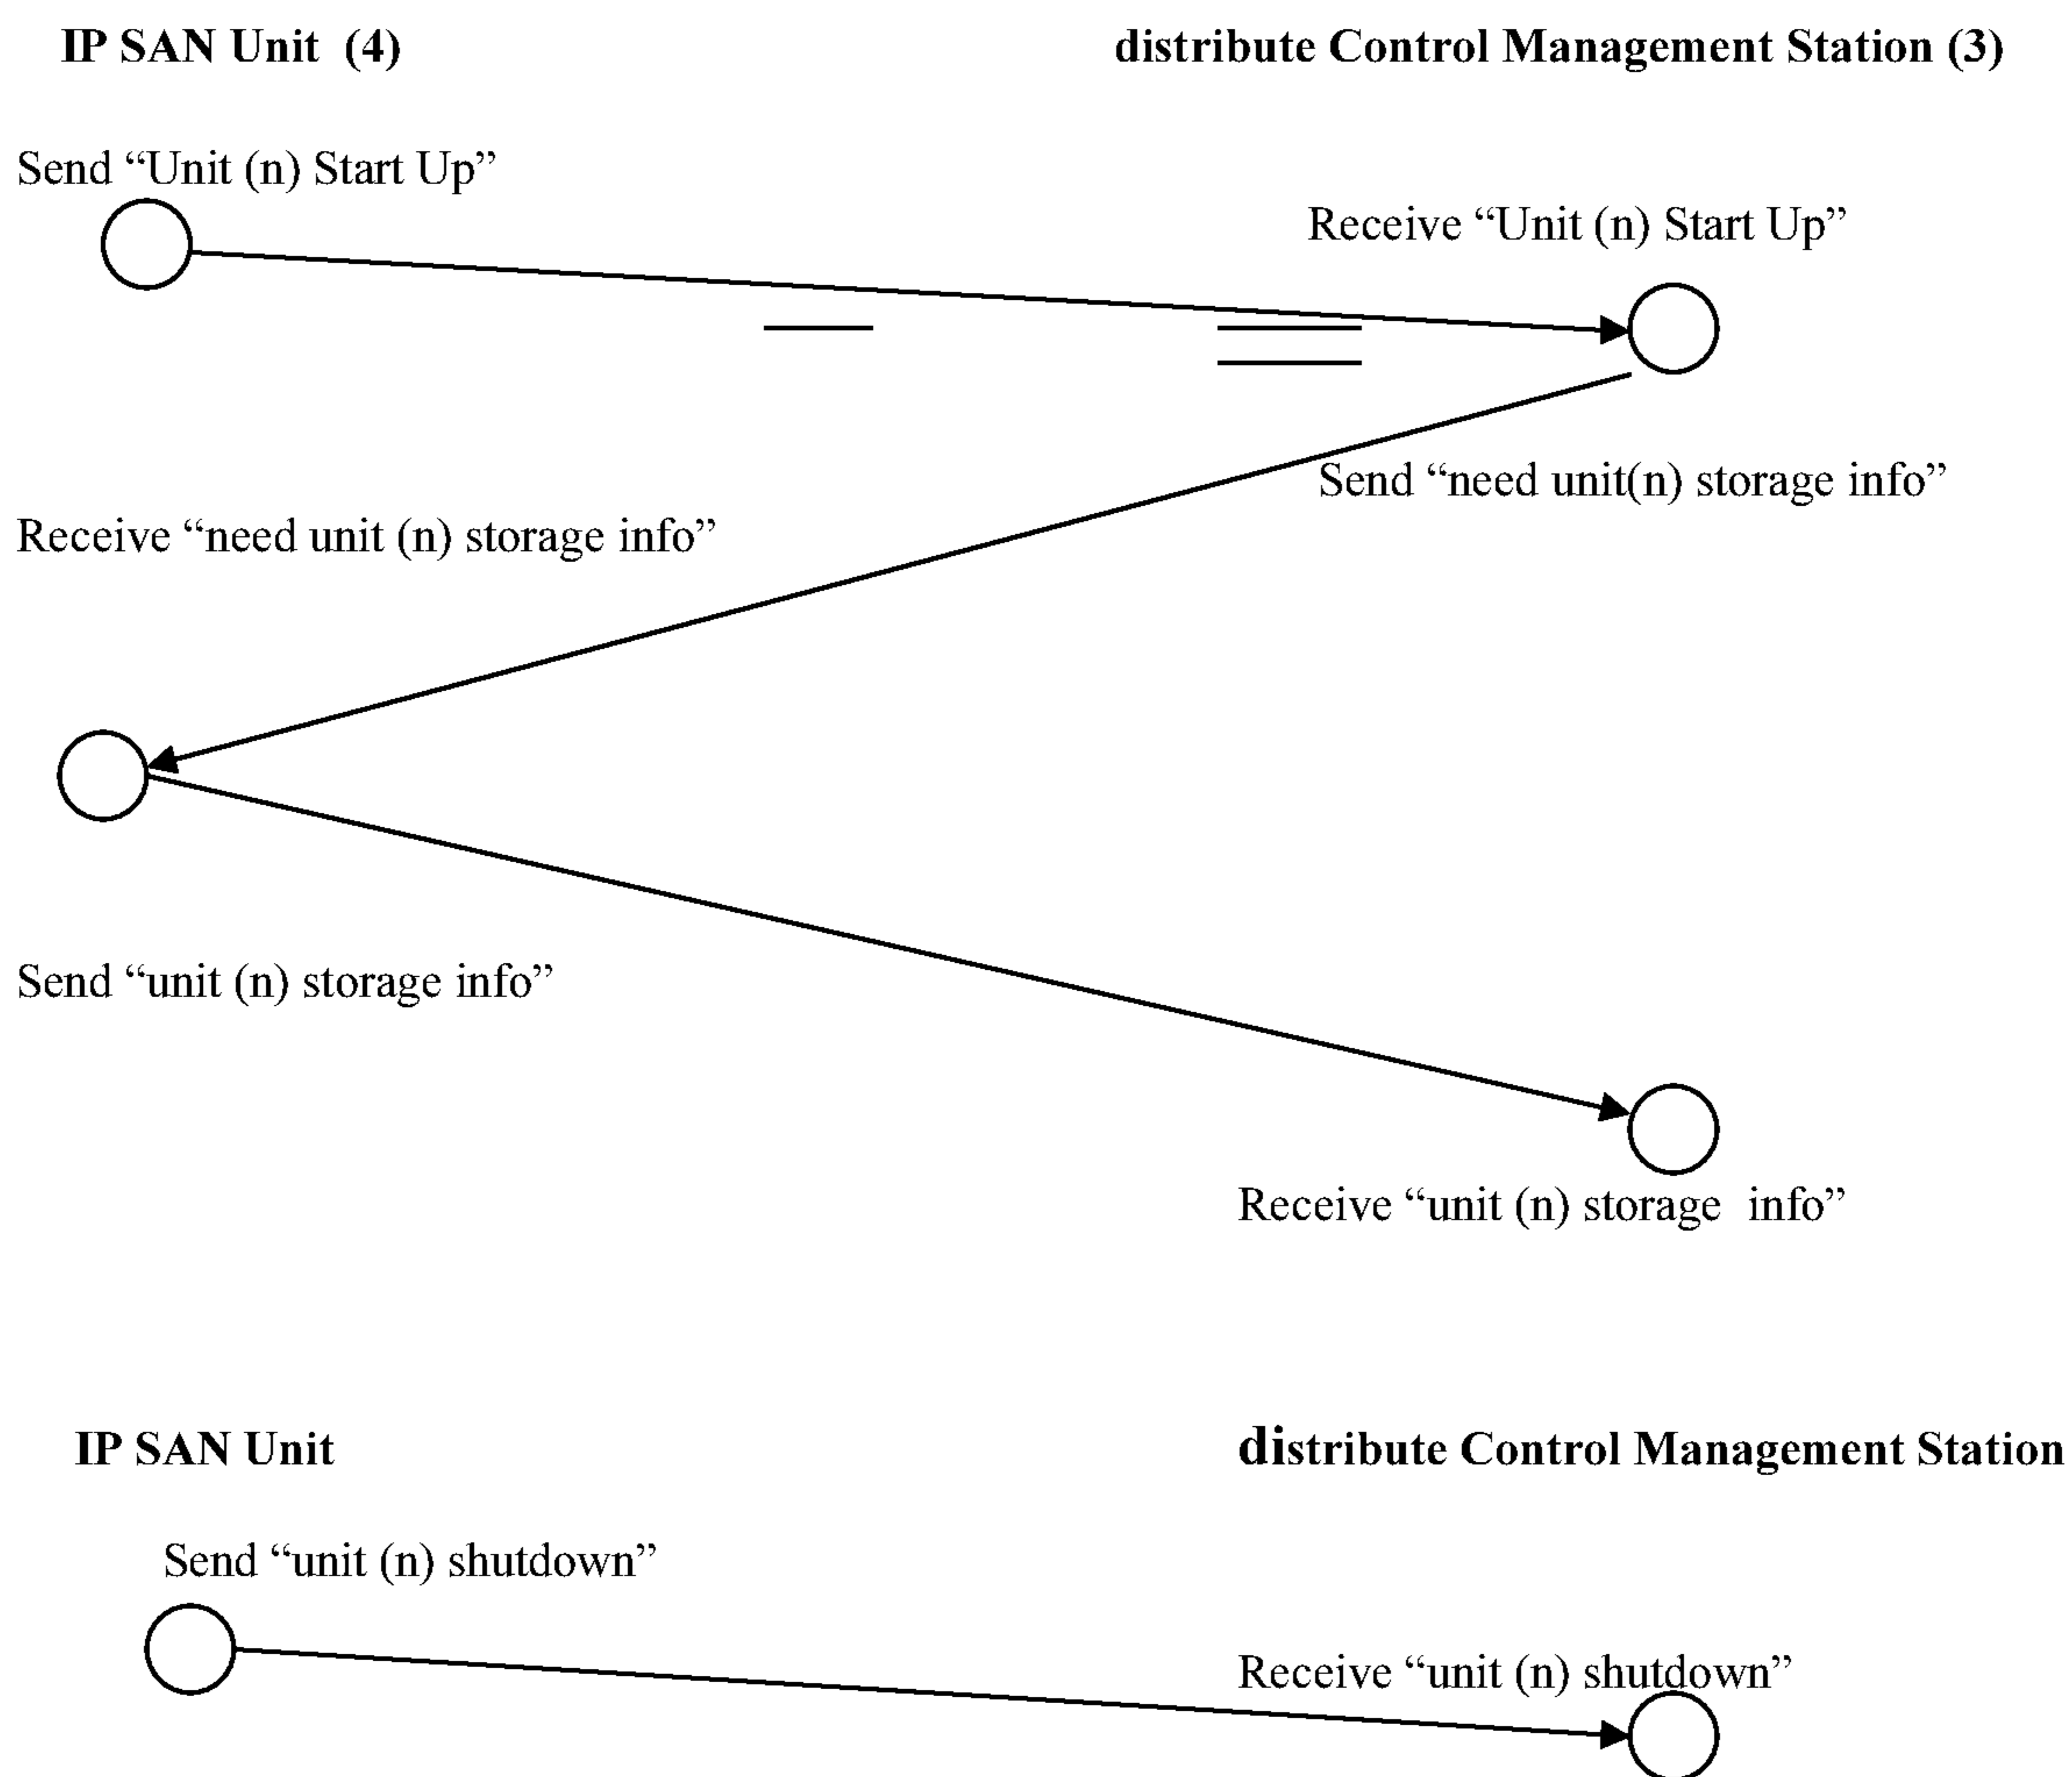 IP SAN Unit (4)
distribute Control Management Station (3)
Send “Unit (n) Start Up”
Receive “Unit (n) Start Up”
Send “need unit(n) storage info”
Receive “need unit (n) storage info”
Send “unit (n) storage info”
Receive “unit (n) storage info”
IP SAN Unit
distribute Control Management Station
Send “unit (n) shutdown”
Receive “unit (n) shutdown”